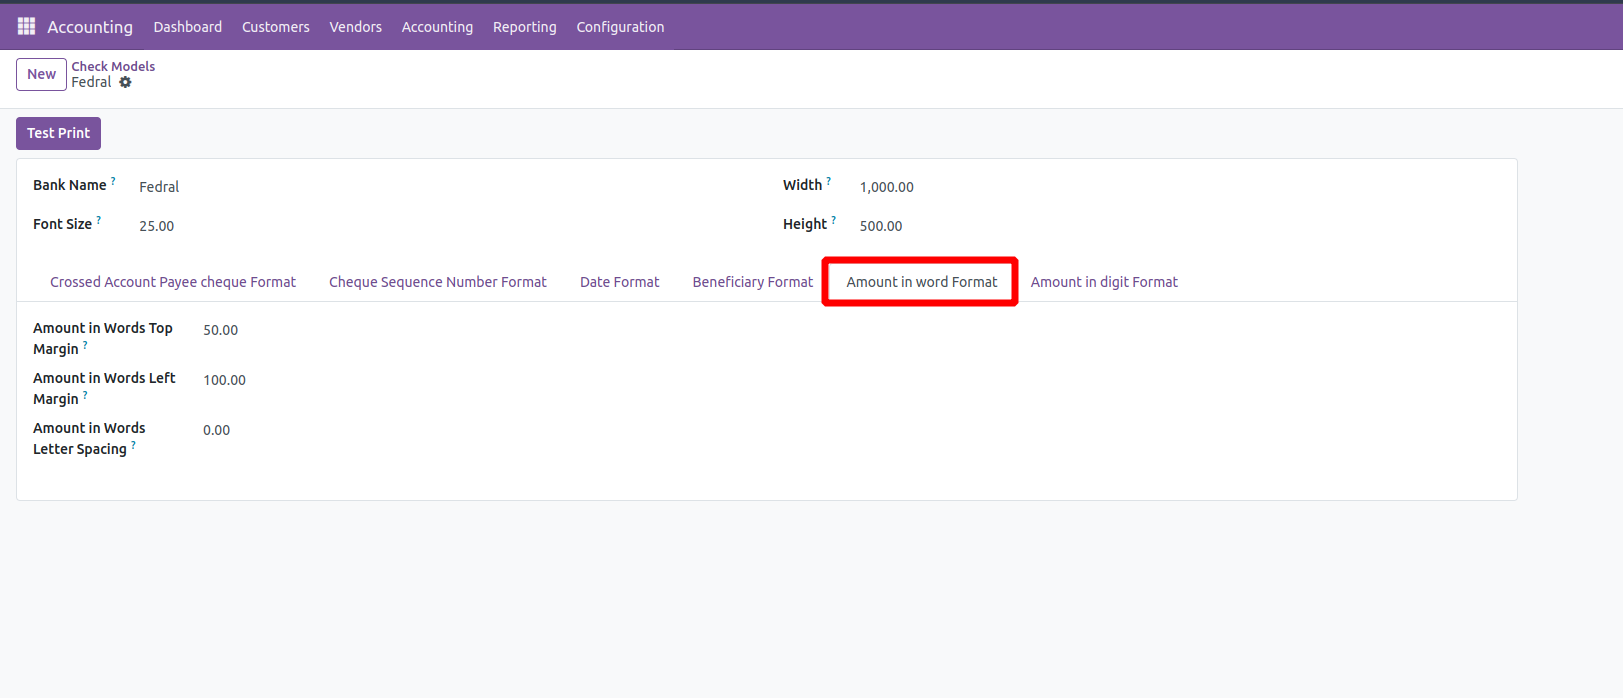 Accounting Dashboard Customers Vendors Accounting Reporting Configuration
New
Check Models
Fedral
Test Print
Bank Name ? Fedral
Width ? 1,000.00
Font Size ? 25.00
Height ? 500.00
Crossed Account Payee cheque Format Cheque Sequence Number Format Date Format Beneficiary Format Amount in word Format Amount in digit Format
Amount in Words Top 50.00
Margin ?
Amount in Words Left 100.00
Margin ?
Amount in Words 0.00
Letter Spacing ?